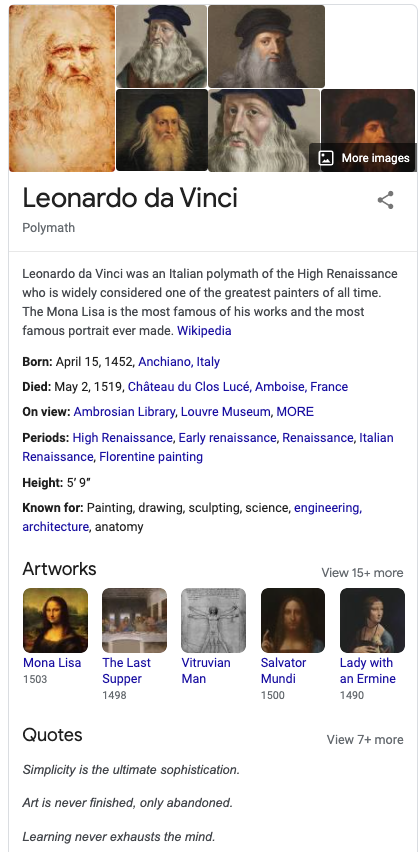 More images
Leonardo da Vinci
Polymath
Leonardo da Vinci was an Italian polymath of the High Renaissance
who is widely considered one of the greatest painters of all time.
The Mona Lisa is the most famous of his works and the most
famous portrait ever made. Wikipedia
Born: April 15, 1452, Anchiano, Italy
Died: May 2, 1519, Château du Clos Lucé, Amboise, France
On view: Ambrosian Library, Louvre Museum, MORE
Periods: High Renaissance, Early renaissance, Renaissance, Italian
Renaissance, Florentine painting
Height: 5′ 9″
Known for: Painting, drawing, sculpting, science, engineering,
architecture, anatomy
Artworks
View 15+ more
Mona Lisa
1503
The Last
Supper
1498
Vitruvian
Man
Salvator
Mundi
1500
Lady with
an Ermine
1490
Quotes
View 7+ more
Simplicity is the ultimate sophistication.
Art is never finished, only abandoned.
Learning never exhausts the mind.